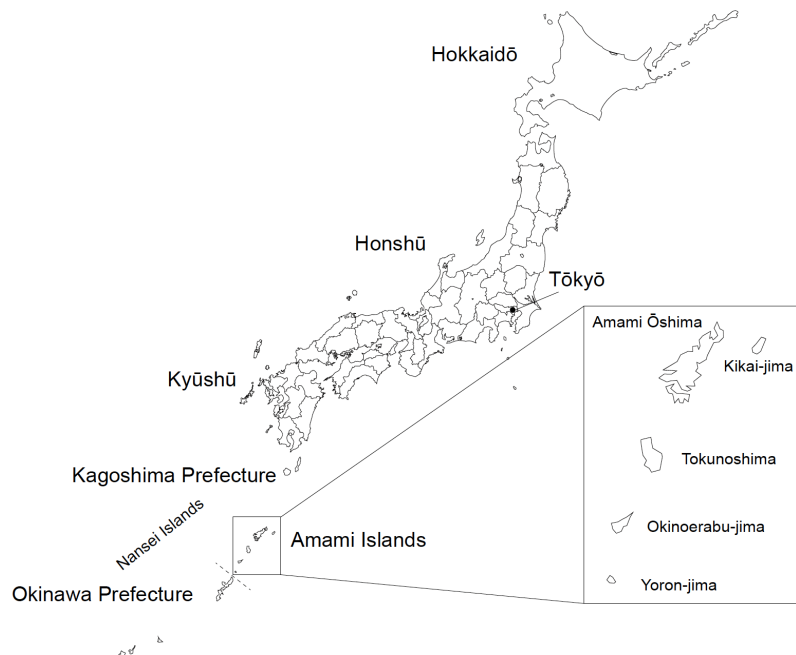 Hokkaidō
Honshū
Tōkyō
Amami Ōshima
Kikai-jima
Kyūshū
Tokunoshima
Kagoshima Prefecture
Nansei Islands
Amami Islands
Okinoerabu-jima
Yoron-jima
Okinawa Prefecture